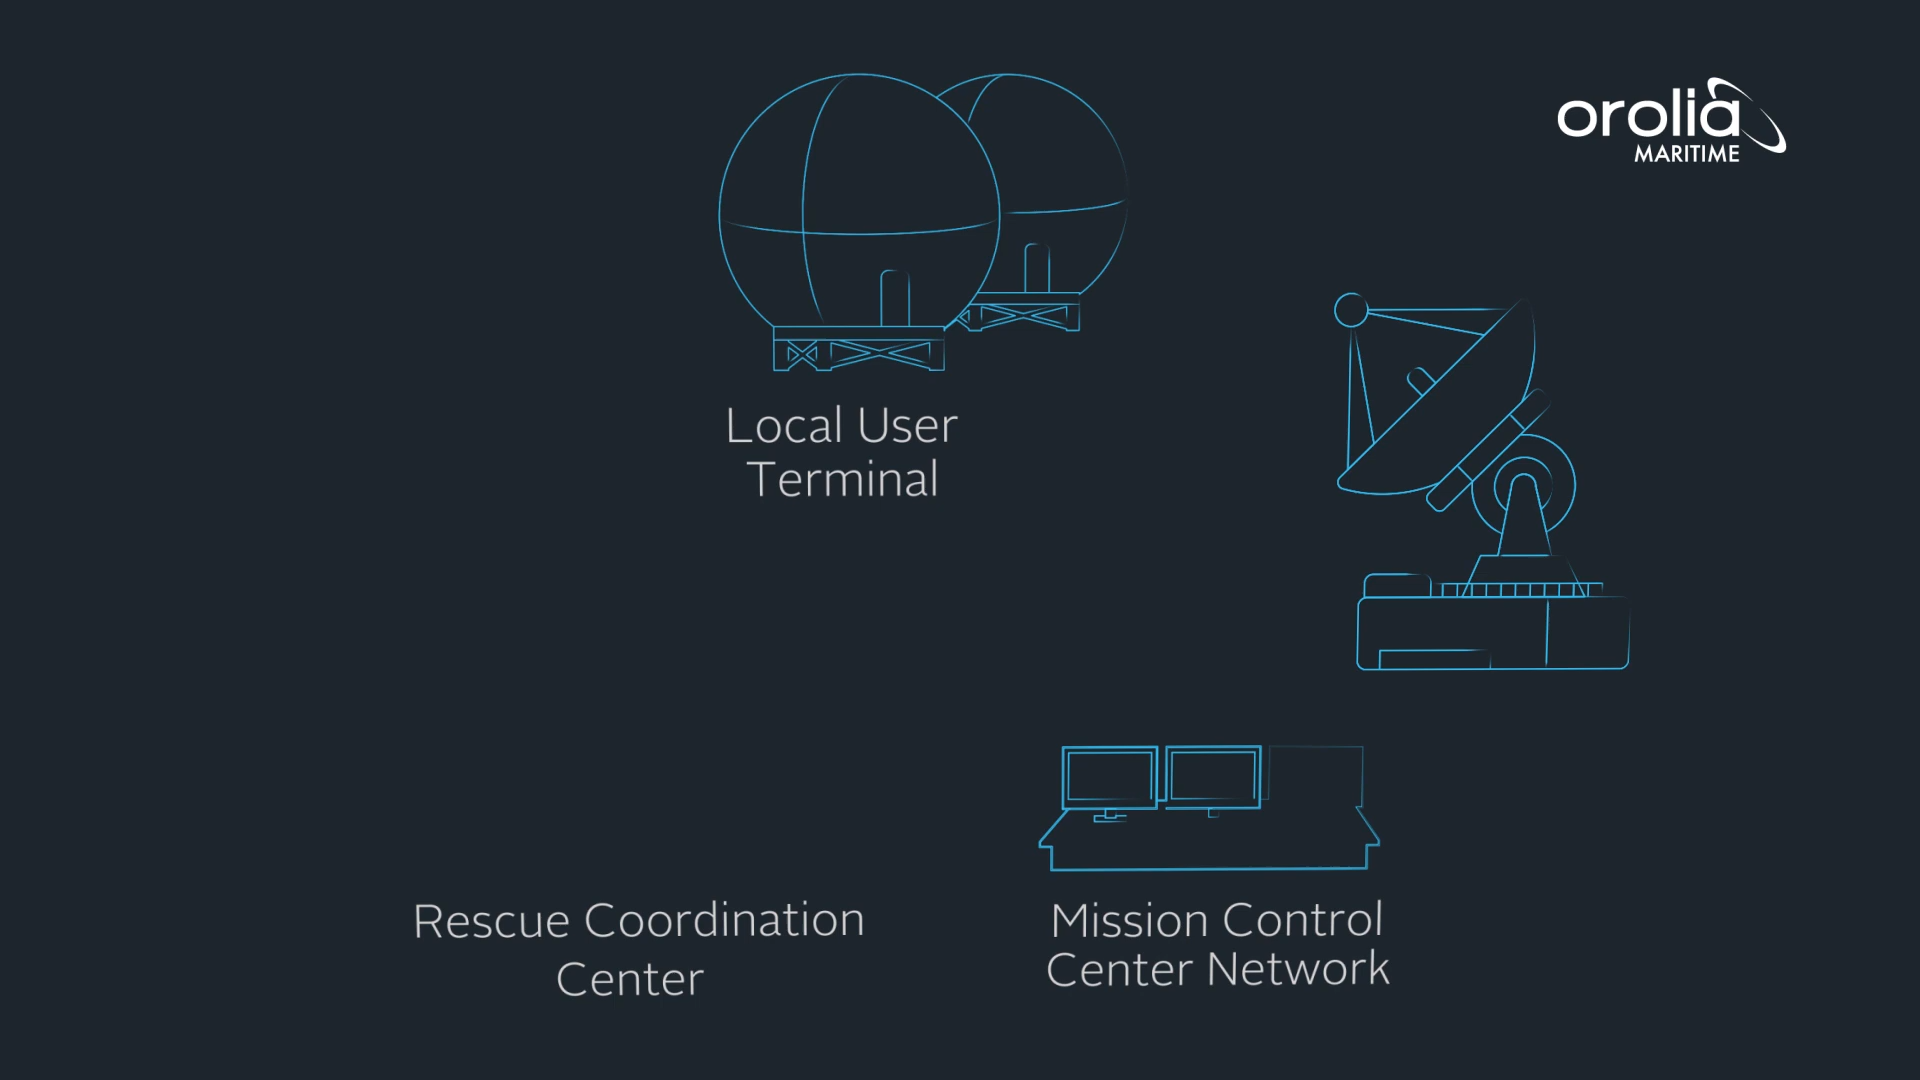 orolia
MARITIME
Local User
Terminal
Rescue Coordination
Center
Mission Control
Center Network